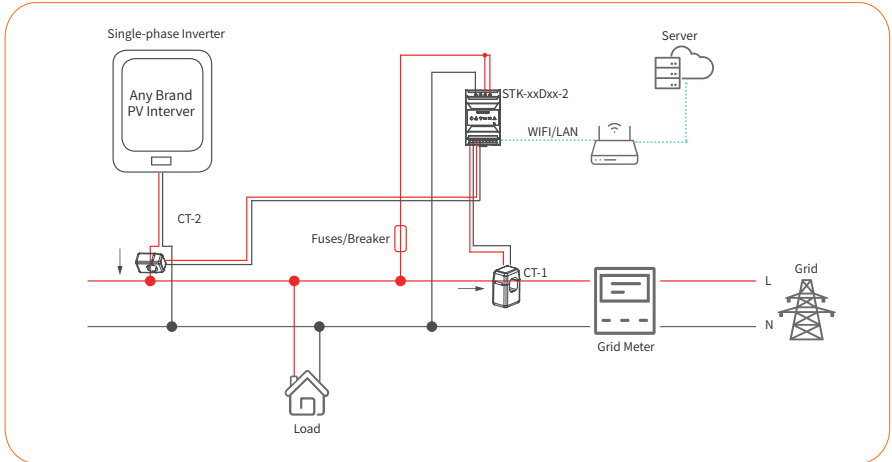 Single-phase Inverter
Server
Any Brand
PV Interver
STK-xxDxx-2
WIFI/LAN
CT-2
Fuses/Breaker
CT-1
Grid
L
N
Grid Meter
Load